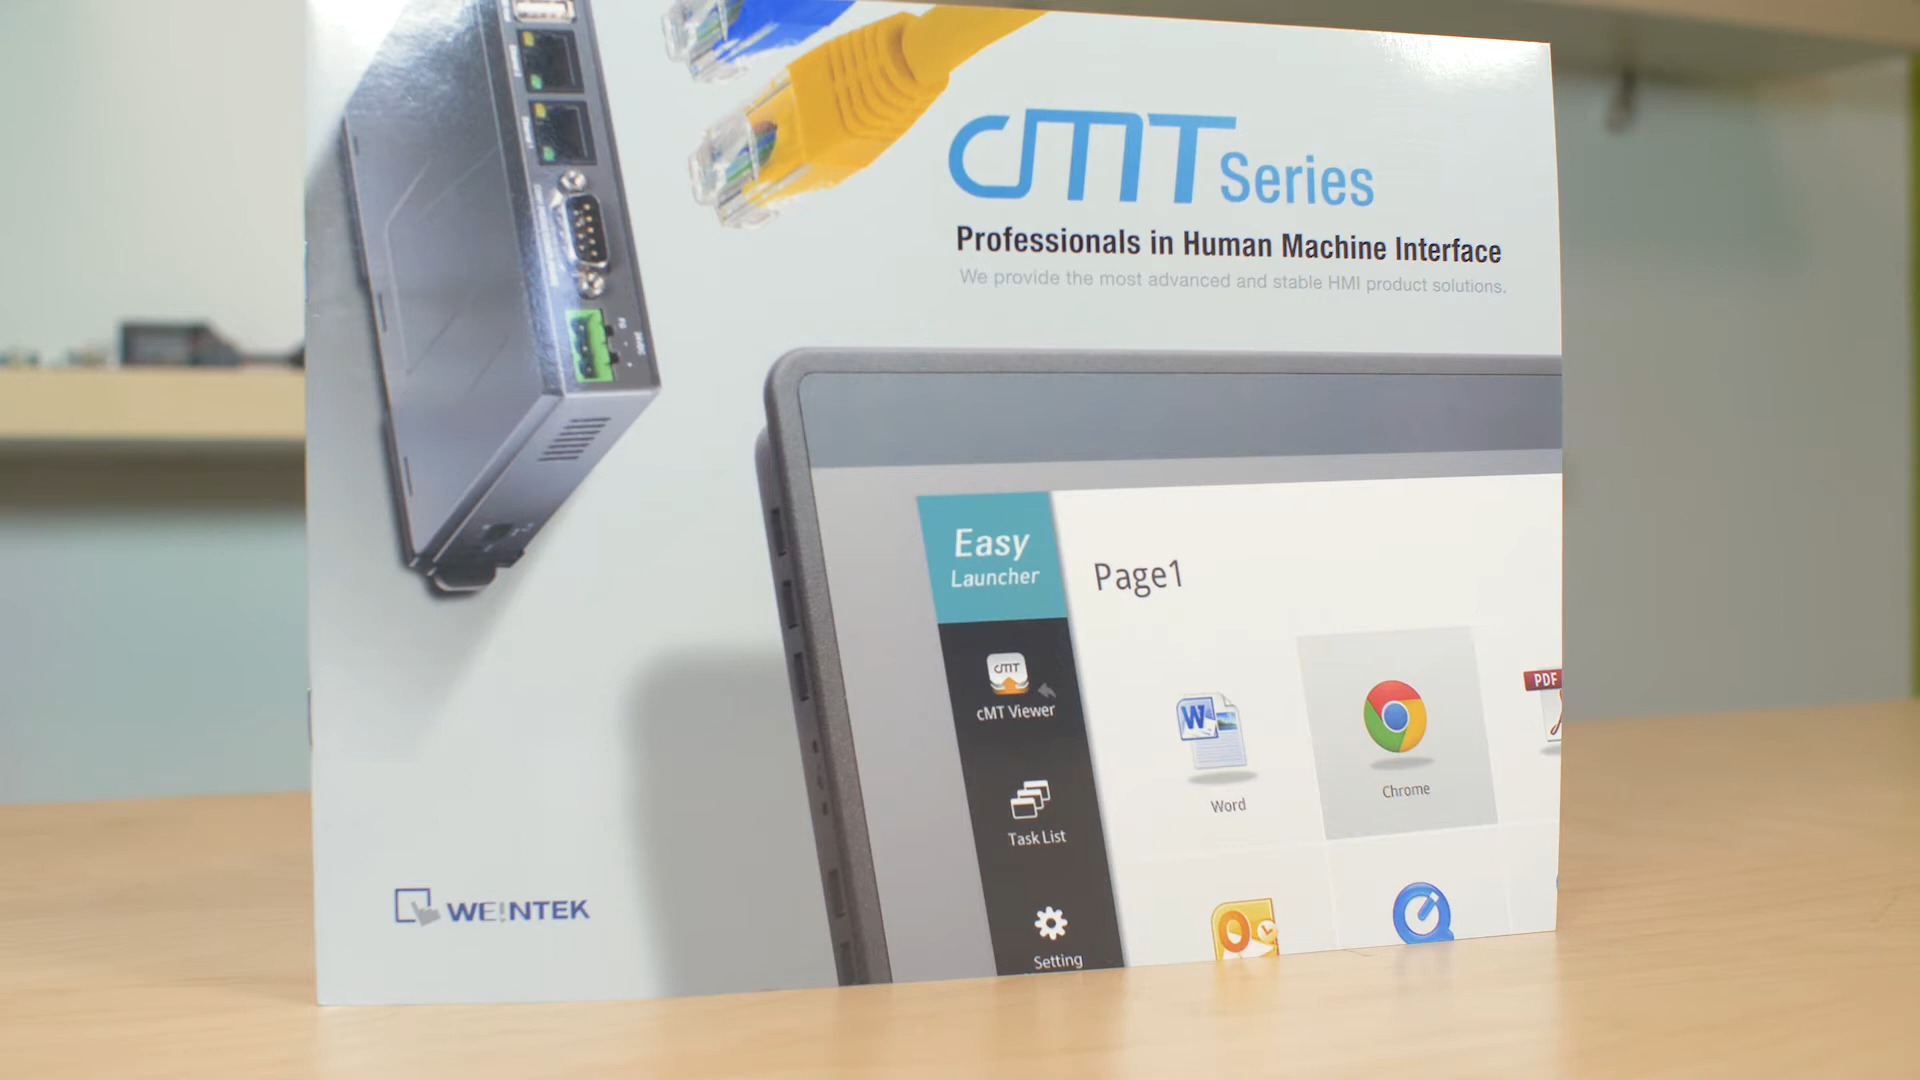 cMT Series
Professionals in Human Machine Interface
We provide the most advanced and stable HMI product solutions.
Easy
Launcher
Page1
cMT
cMT Viewer
W
Word
Chrome
PDF
Task List
O
Setting
WEINTEK